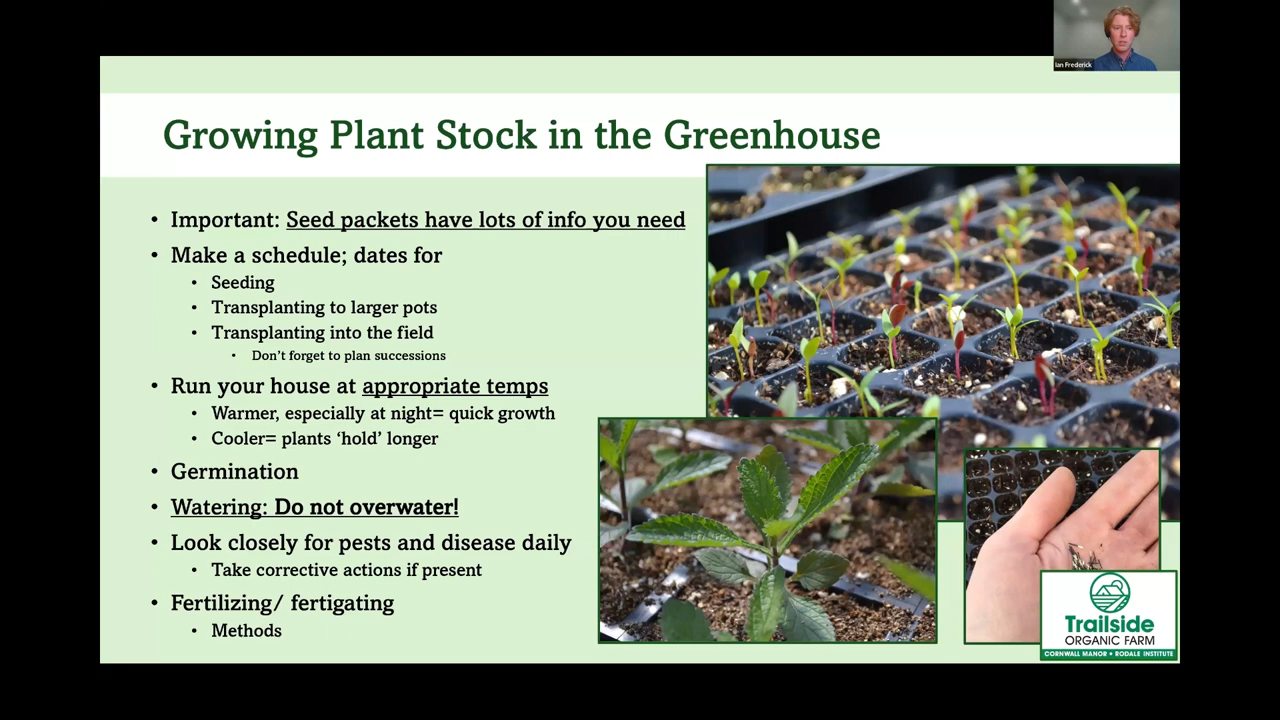 Ian Frederick
Growing Plant Stock in the Greenhouse
• Important: Seed packets have lots of info you need
• Make a schedule; dates for
• Seeding
• Transplanting to larger pots
• Transplanting into the field
• Don't forget to plan successions
• Run your house at appropriate temps
• Warmer, especially at night= quick growth
• Cooler= plants 'hold' longer
• Germination
• Watering: Do not overwater!
• Look closely for pests and disease daily
• Take corrective actions if present
• Fertilizing/ fertigating
• Methods
Trailside
ORGANIC FARM
CORNWALL MANOR • RODALE INSTITUTE